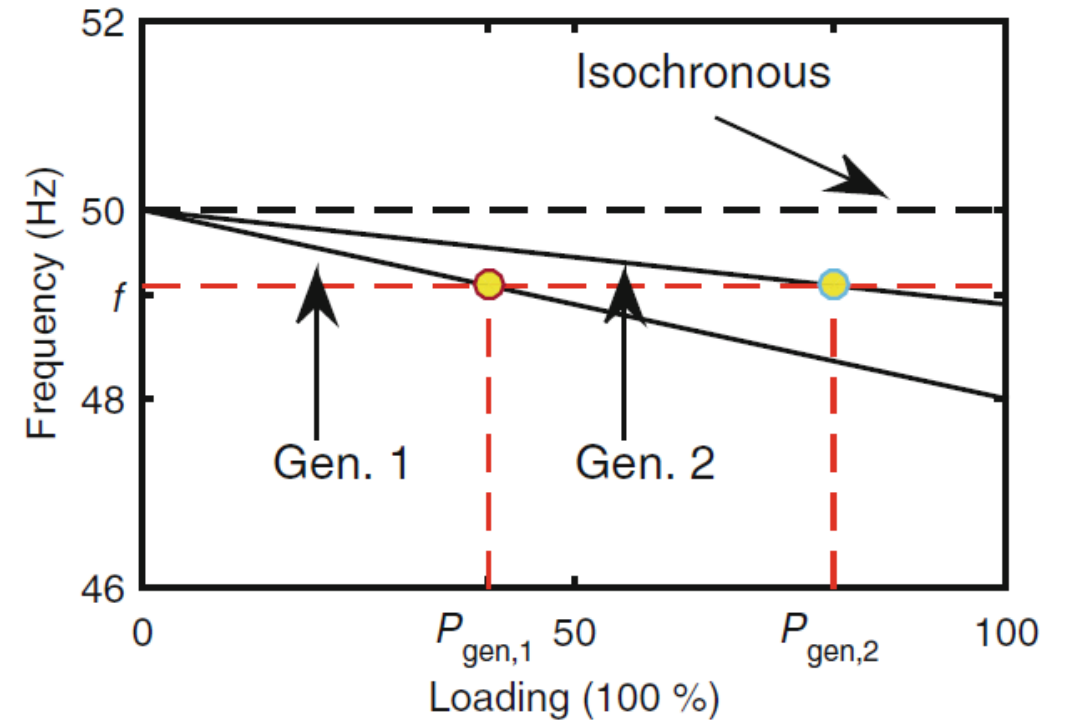 52
Isochronous
50
Frequency (Hz)
f
48
Gen. 1
Gen. 2
46
0
P gen,1
50
P gen,2
100
Loading (100 %)